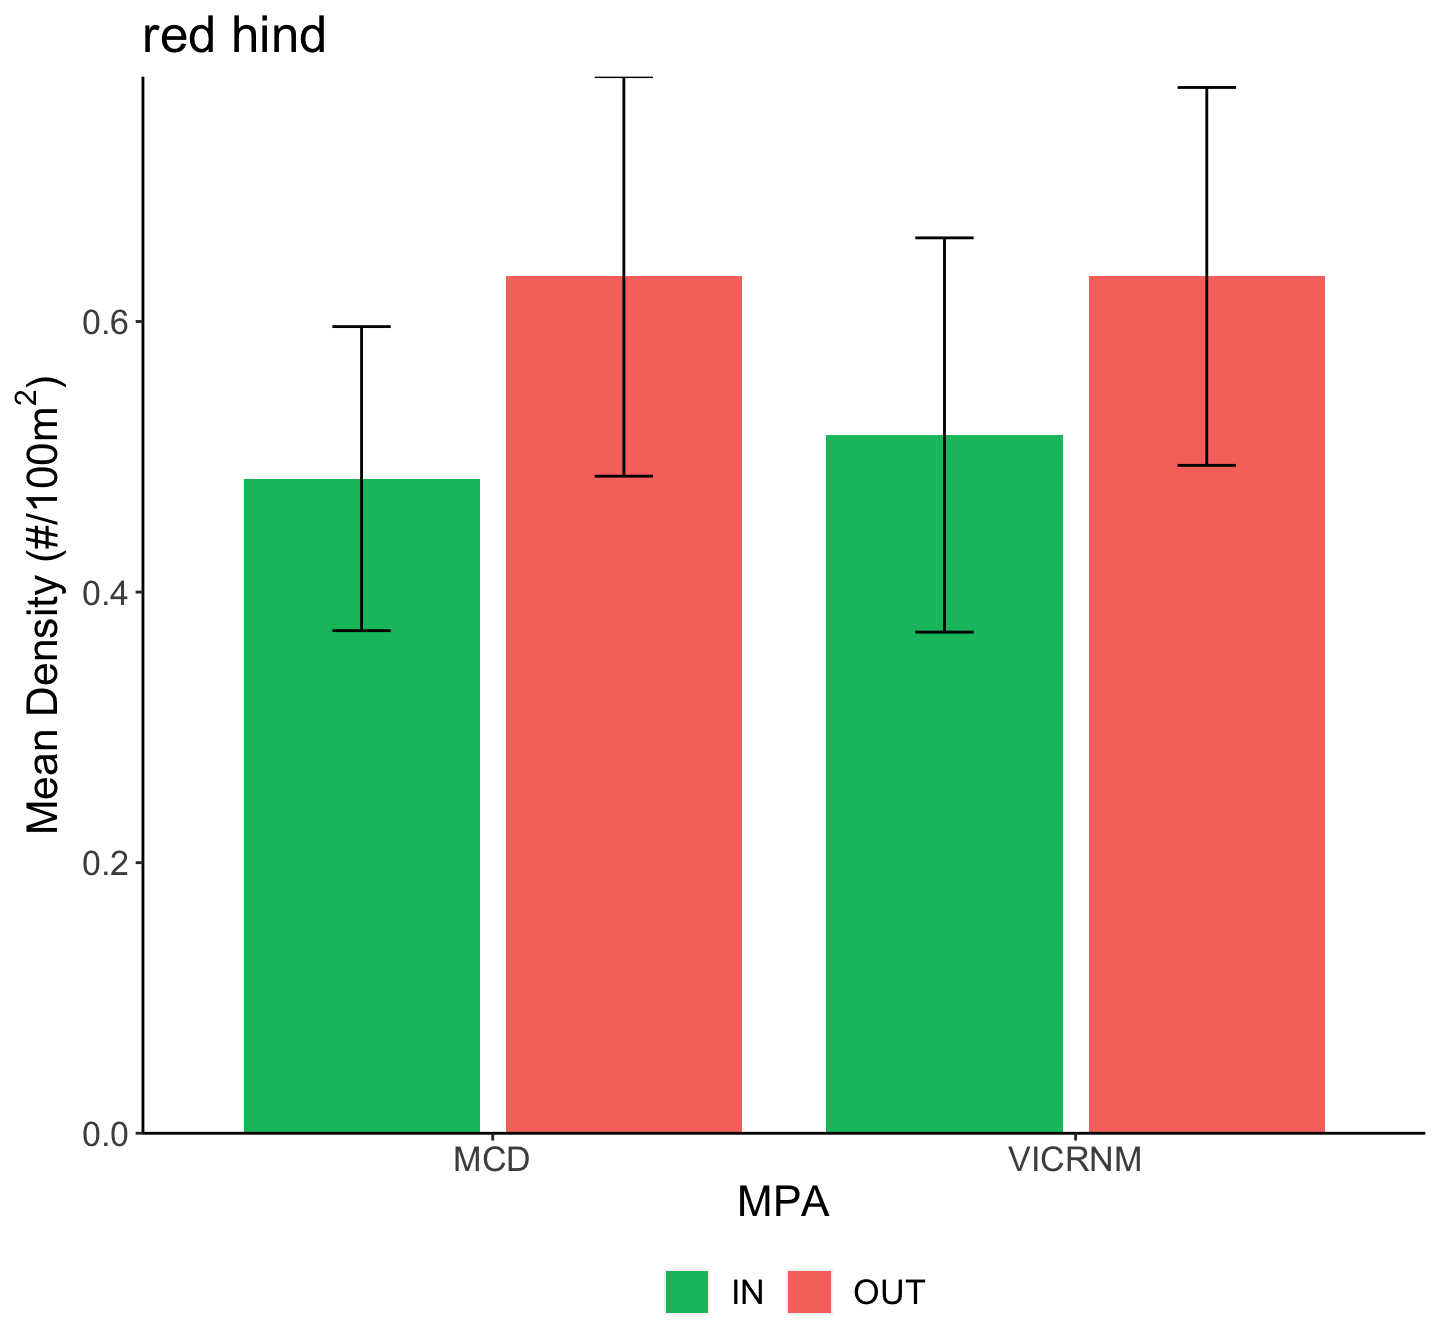 red hind
Mean Density (#/100m²)
0.6
0.4
0.2
0.0
MCD VICRNM
MPA
IN OUT